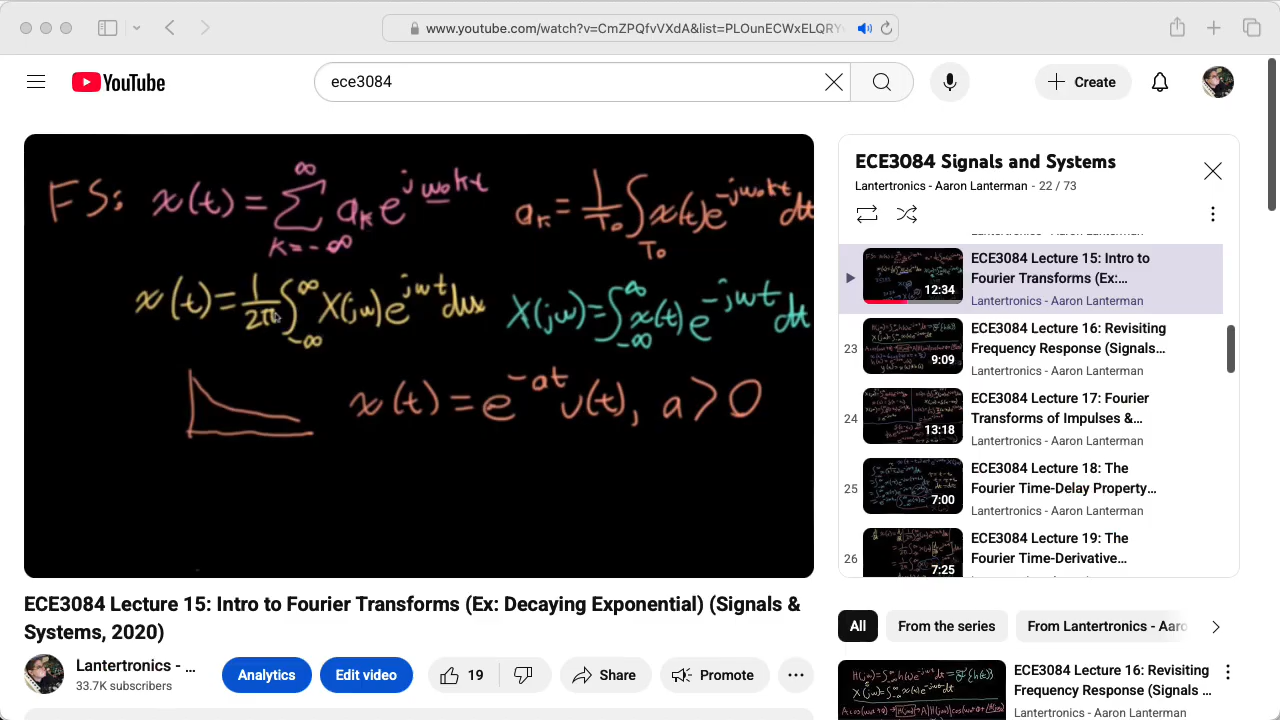 www.youtube.com/watch?v=CmZPQfvVXdA&list=PLOunECWxELQRY
YouTube
ece3084
Create
FS: x(t) = ∑_{k=-∞}^{∞} a_k e^{jω₀kt}    a_k = 1/T₀ ∫_{T₀} x(t) e^{-jω₀kt} dt
x(t) = 1/2π ∫_{-∞}^{∞} X(jω) e^{jωt} dω    X(jω) = ∫_{-∞}^{∞} x(t) e^{-jωt} dt
x(t) = e^{-at} u(t), a > 0
ECE3084 Lecture 15: Intro to Fourier Transforms (Ex: Decaying Exponential) (Signals &
Systems, 2020)
Lantertronics - ...
33.7K subscribers
Analytics
Edit video
19
Share
Promote
ECE3084 Signals and Systems
Lantertronics - Aaron Lanterman - 22 / 73
Lantertronics - Aaron Lanterman
12:34
ECE3084 Lecture 15: Intro to
Fourier Transforms (Ex:...
Lantertronics - Aaron Lanterman
23
9:09
ECE3084 Lecture 16: Revisiting
Frequency Response (Signals...
Lantertronics - Aaron Lanterman
24
13:18
ECE3084 Lecture 17: Fourier
Transforms of Impulses &...
Lantertronics - Aaron Lanterman
25
7:00
ECE3084 Lecture 18: The
Fourier Time-Delay Property...
Lantertronics - Aaron Lanterman
26
7:25
ECE3084 Lecture 19: The
Fourier Time-Derivative...
Lantertronics - Aaron Lanterman
All
From the series
From Lantertronics - Aaro
ECE3084 Lecture 16: Revisiting
Frequency Response (Signals ...
Lantertronics - Aaron Lanterman